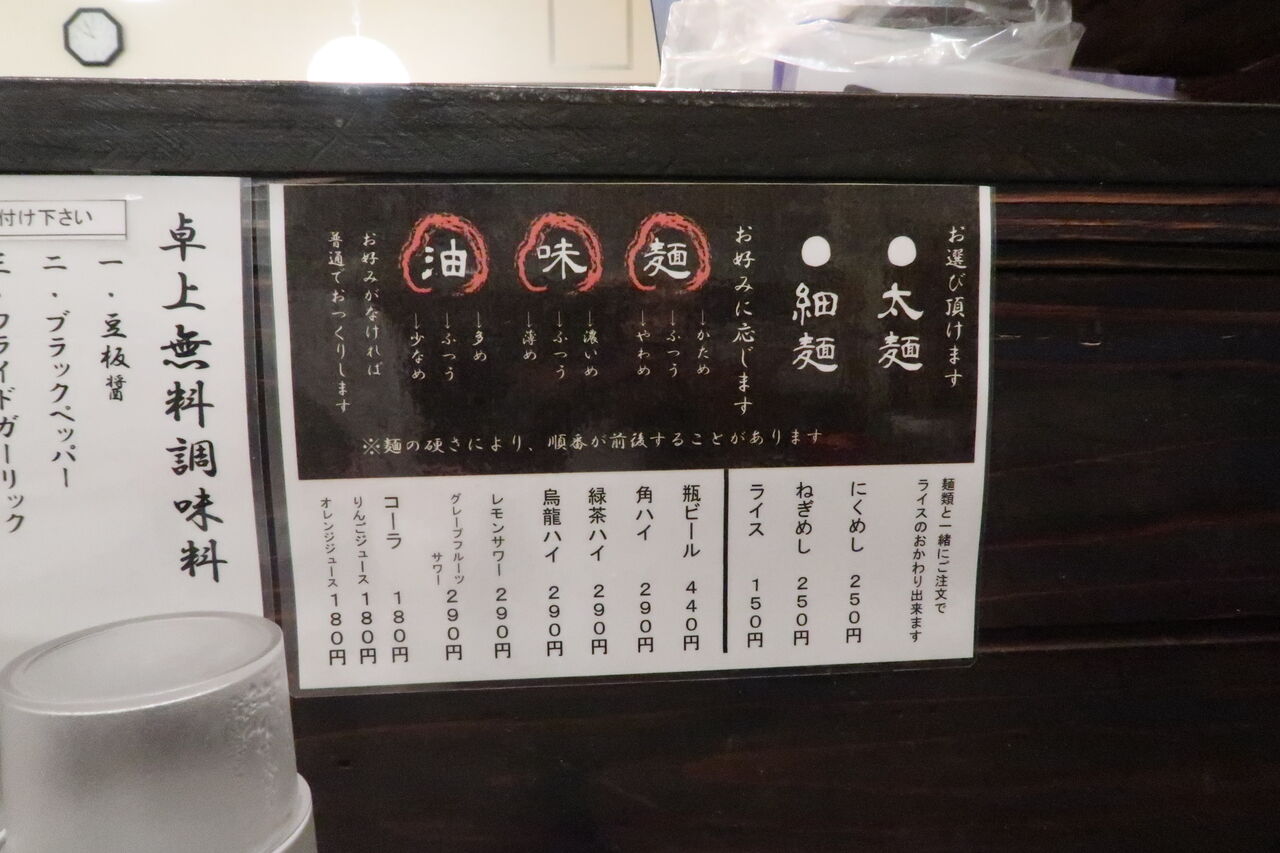 お選び頂けます
●太麺
●細麺
お好みに応じます
麺
→かため
→ふつう
→やわめ
味
→濃いめ
→ふつう
→薄め
油
→多め
→ふつう
→少なめ
お好みがなければ
普通でおつくりします
※麺の硬さにより、順番が前後することがあります
麺類と一緒にご注文で
ライスのおかわり出来ます
にくめし 250円
ねぎめし 250円
ライス 150円
瓶ビール 440円
角ハイ 290円
緑茶ハイ 290円
烏龍ハイ 290円
レモンサワー 290円
グレープフルーツ
サワー 290円
コーラ 180円
りんごジュース 180円
オレンジジュース 180円
卓上無料調味料
付け下さい
一・豆板醤
二・ブラックペッパー
三・フライドガーリック